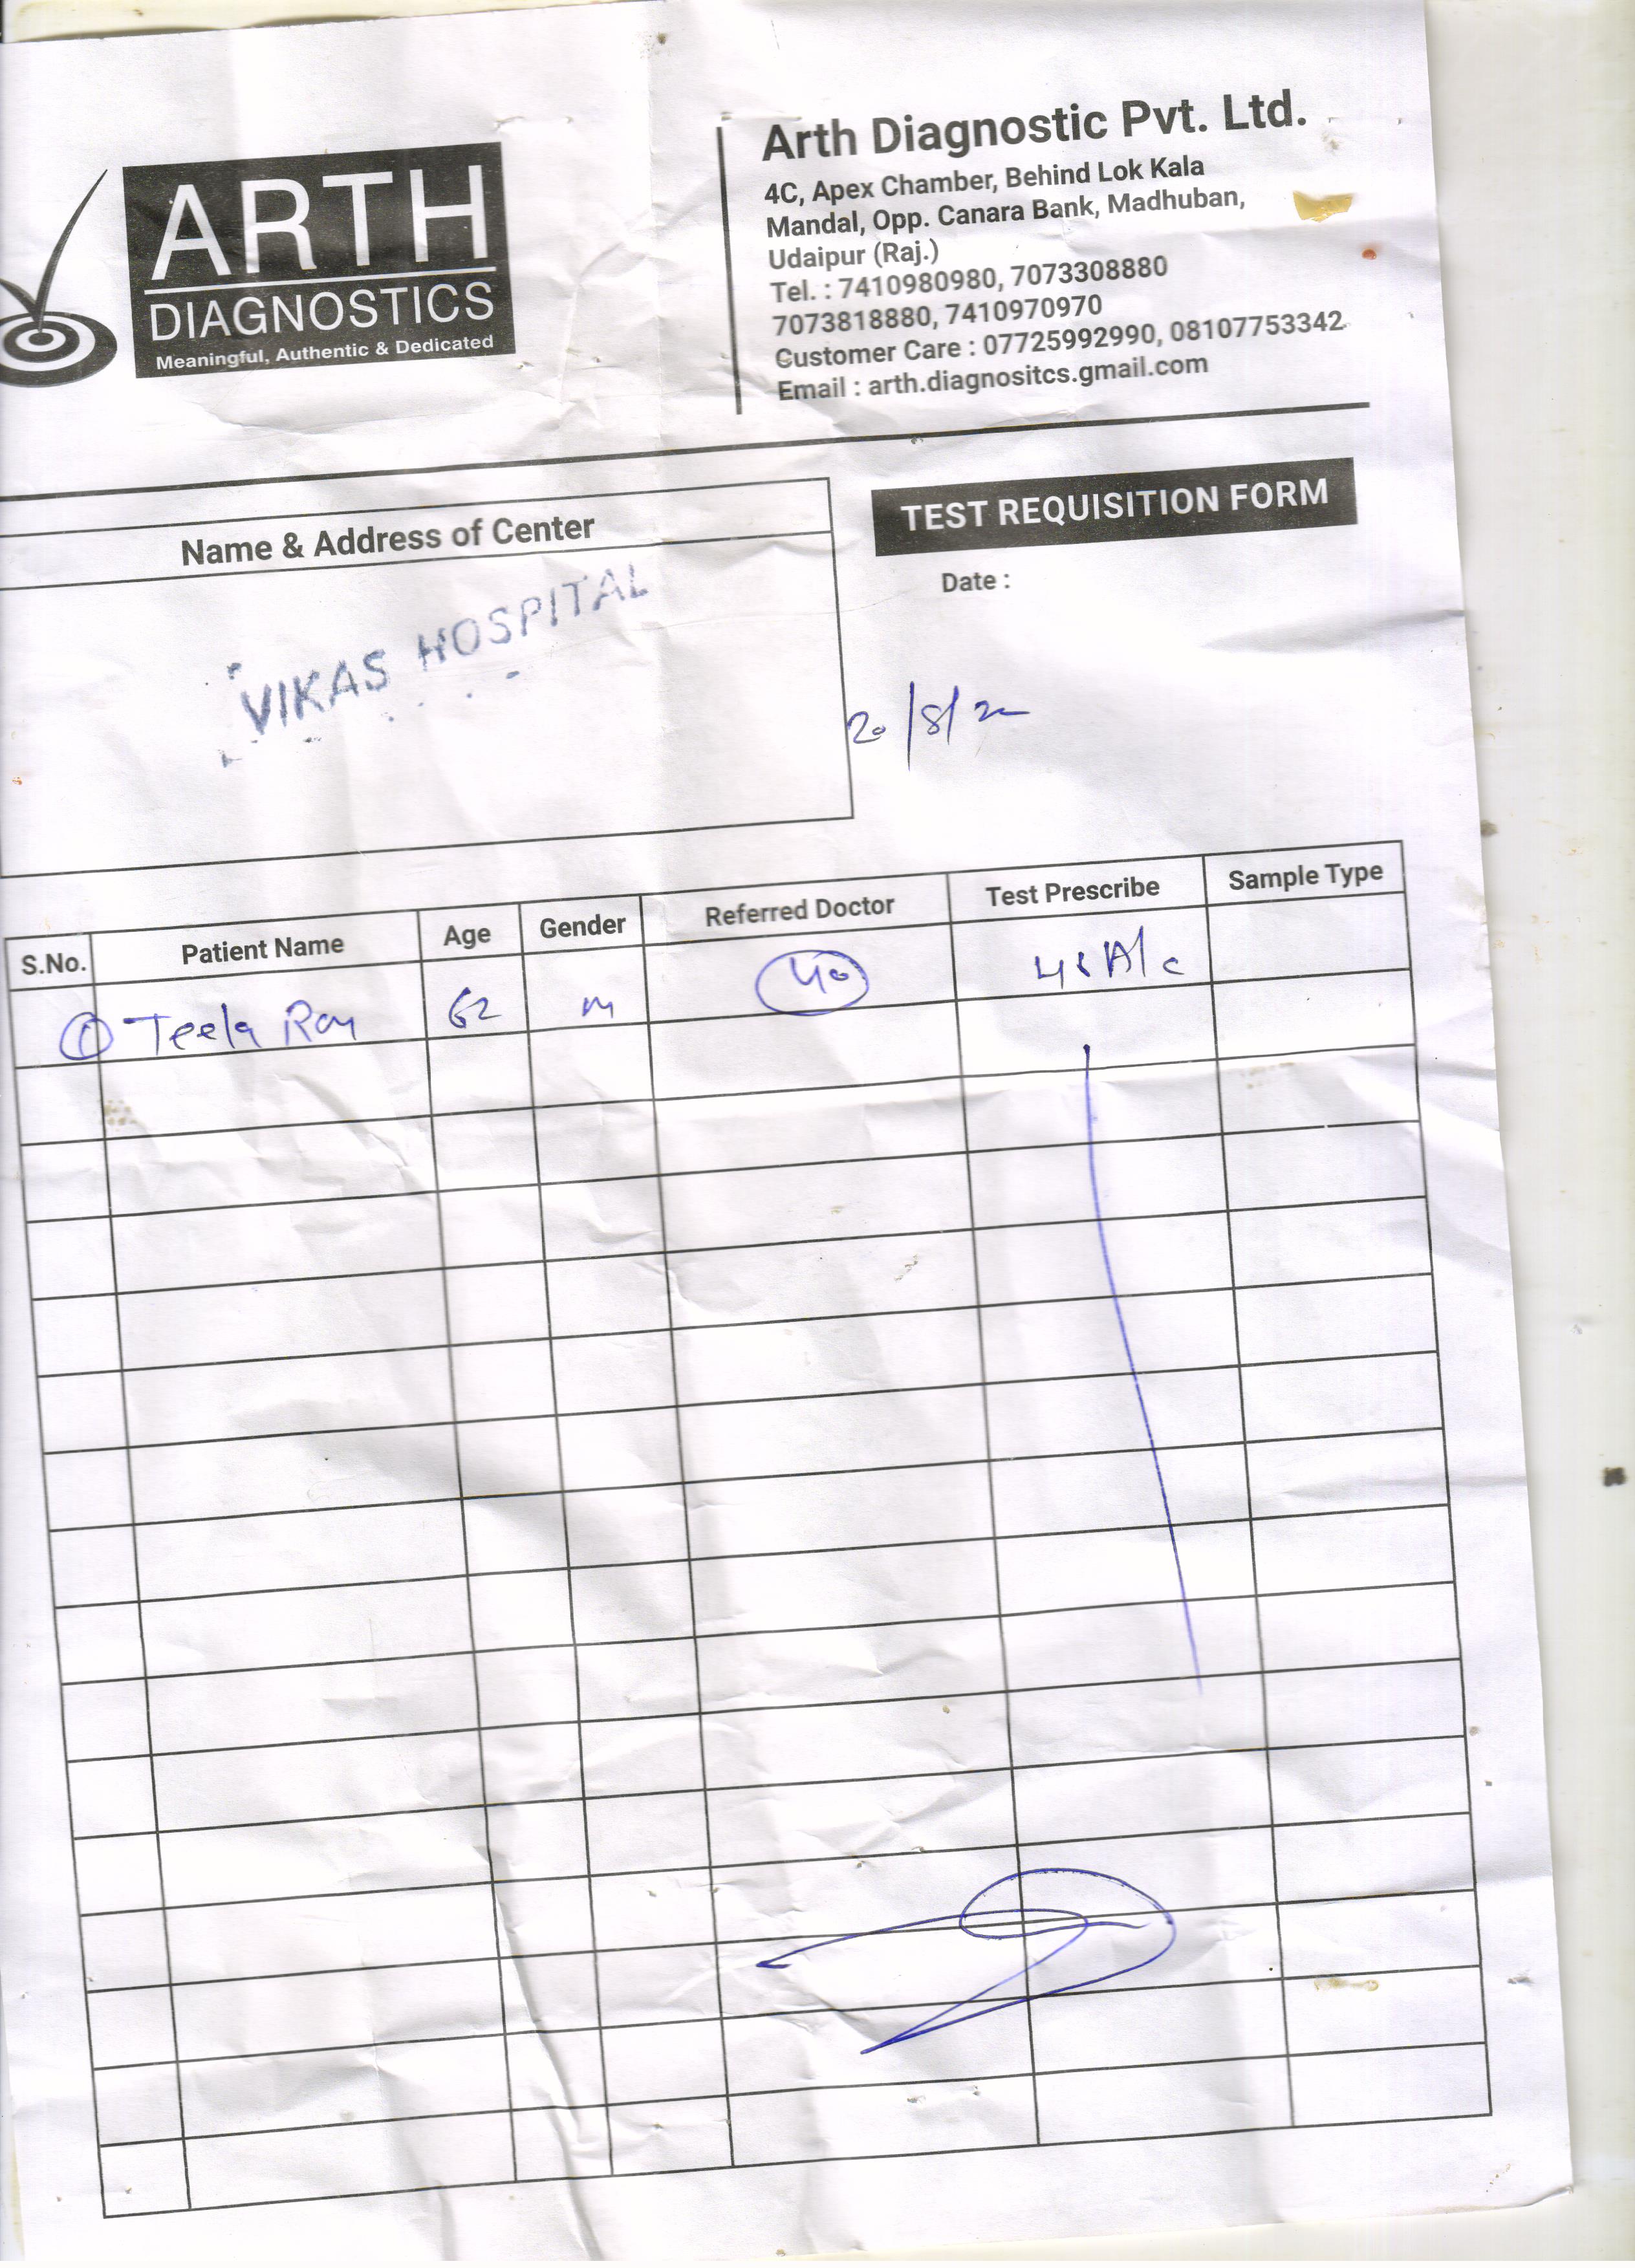 ARTH
DIAGNOSTICS
Meaningful, Authentic & Dedicated
Arth Diagnostic Pvt. Ltd.
4C, Apex Chamber, Behind Lok Kala
Mandal, Opp. Canara Bank, Madhuban,
Udaipur (Raj.)
Tel. : 7410980980, 7073308880
7073818880, 7410970970
Customer Care : 07725992990, 08107753342
Email : arth.diagnositcs.gmail.com
Name & Address of Center
VIKAS HOSPITAL
TEST REQUISITION FORM
Date :
20/8/22
S.No. Patient Name Age Gender Referred Doctor Test Prescribe Sample Type
1 Teela Ram 62 M 40 A1c